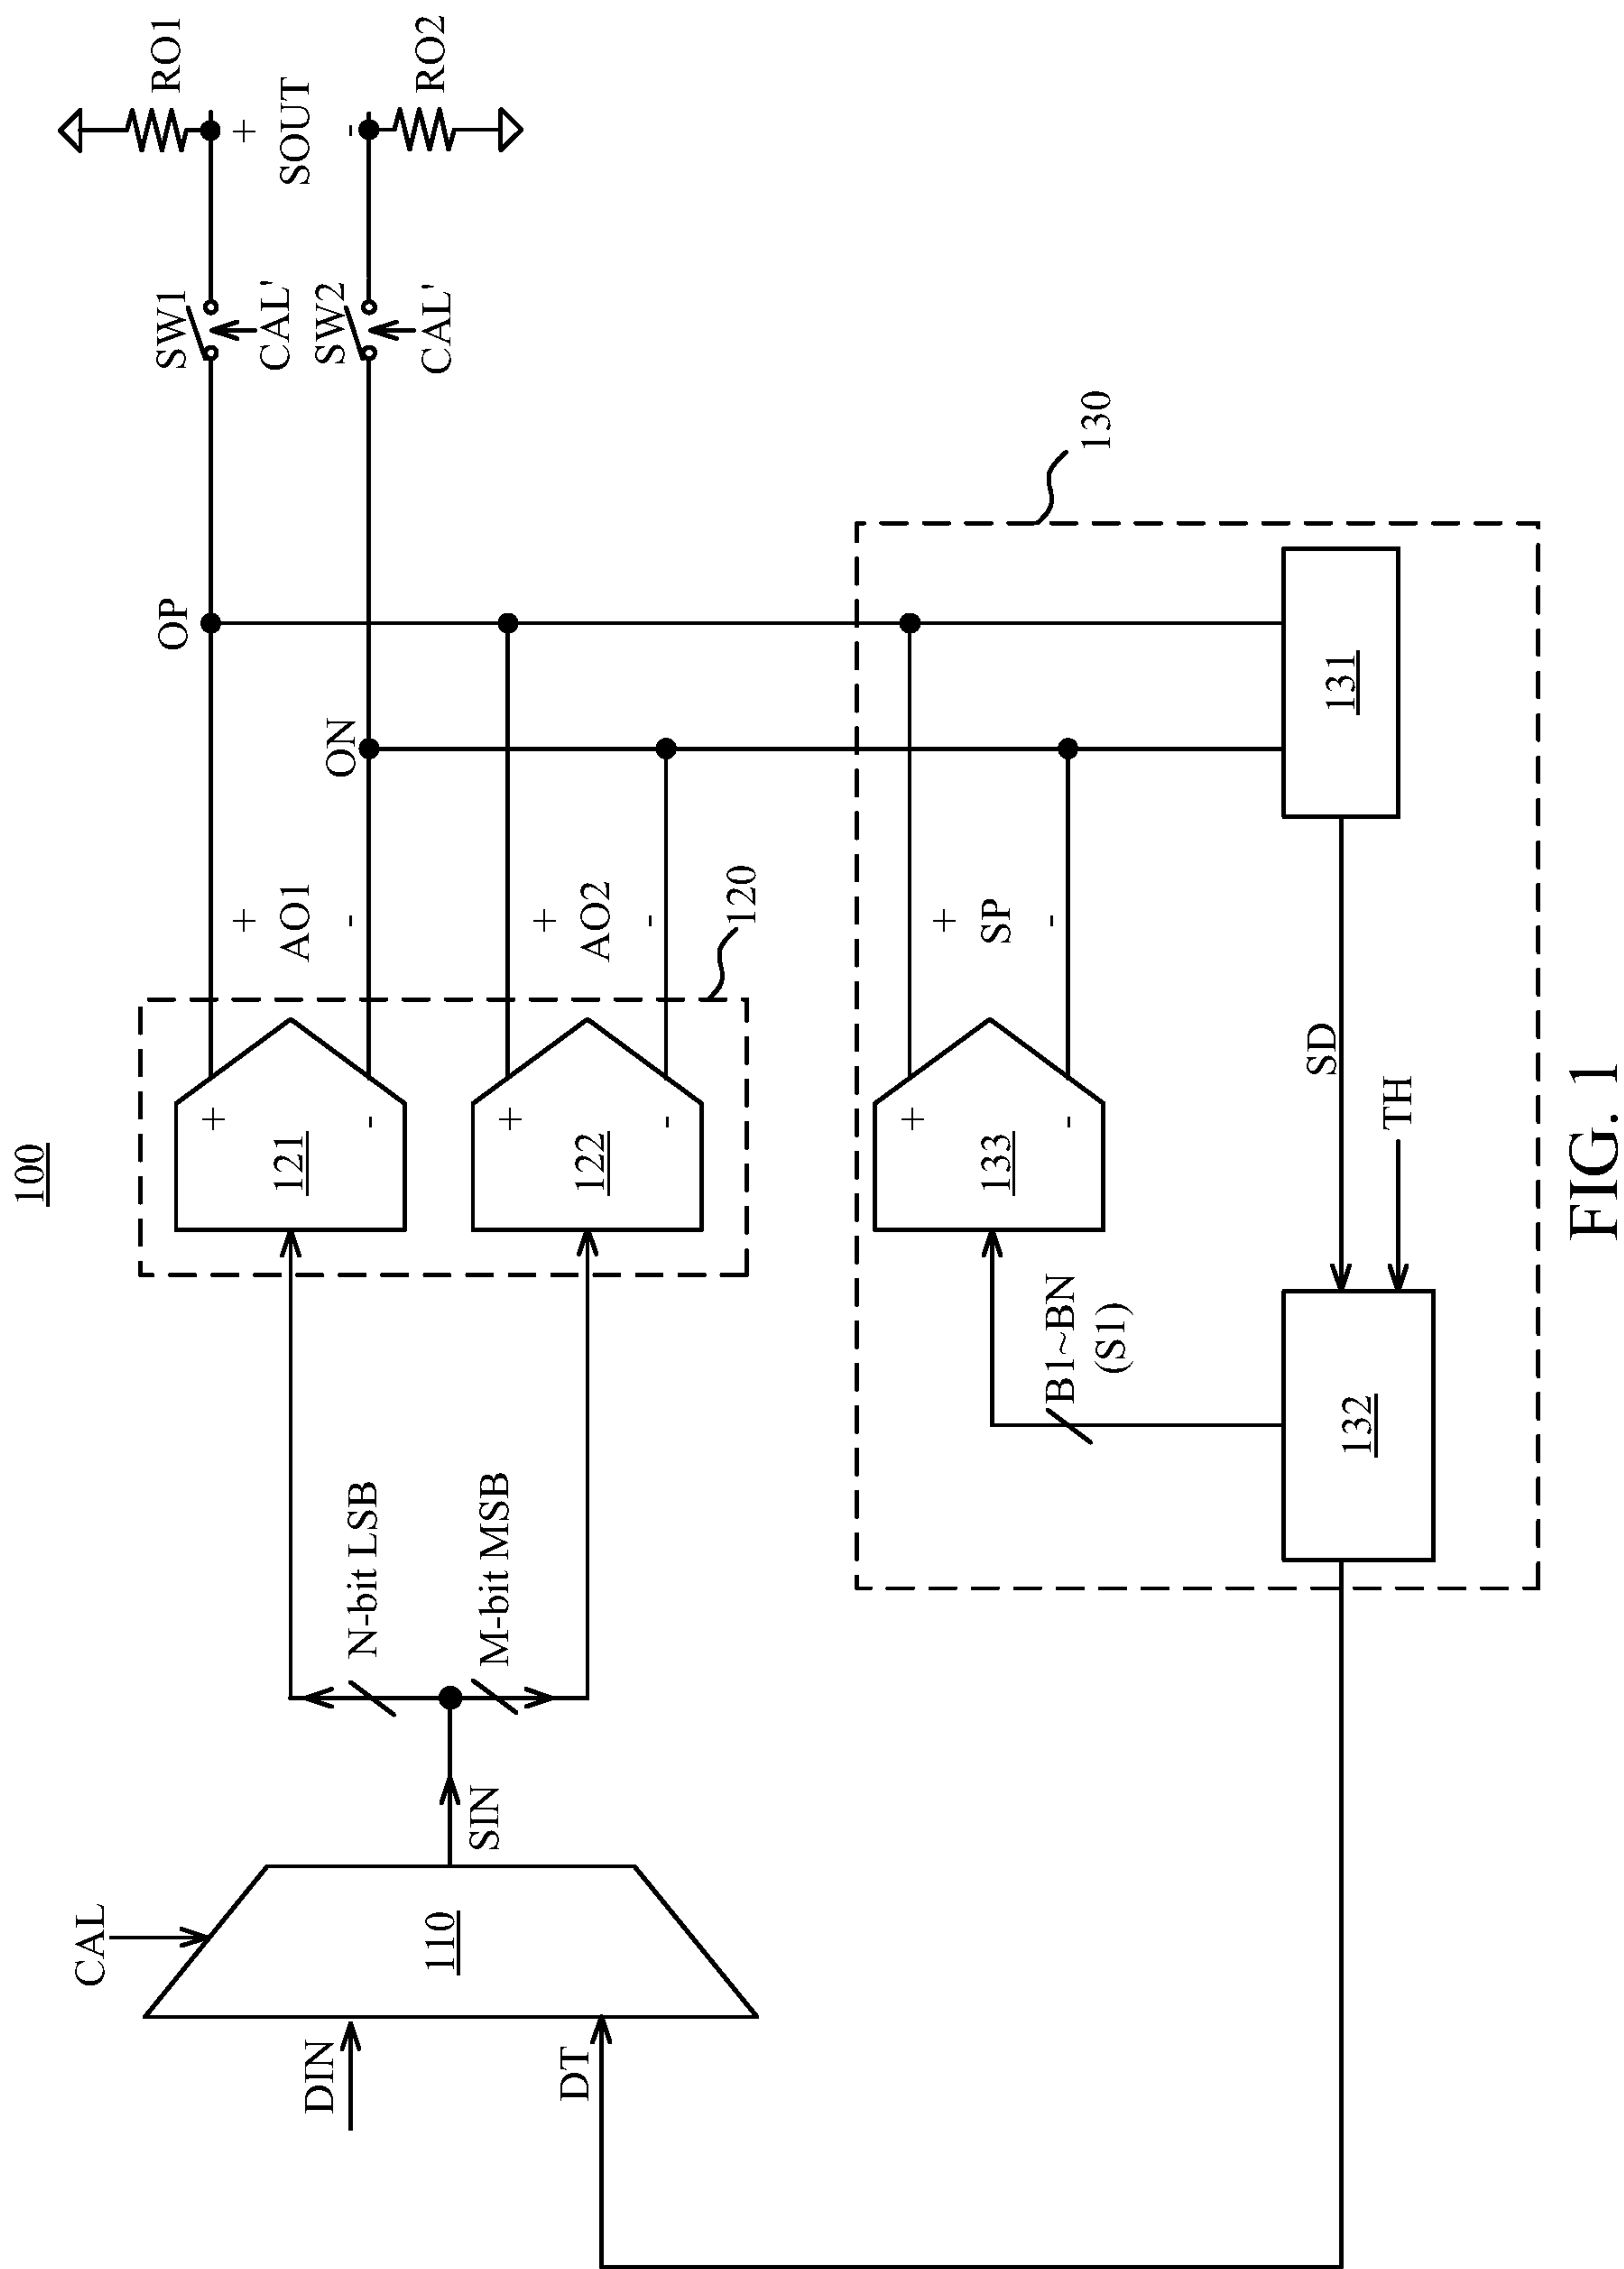 100
CAL
DIN
DT
110
SIN
N-bit LSB
M-bit MSB
121
+
-
122
+
-
120
+
AO1
-
+
AO2
-
OP
ON
SW1
CAL'
SW2
CAL'
RO1
+
SOUT
-
RO2
130
133
+
-
+
SP
-
B1~BN
(S1)
132
SD
TH
131
FIG. 1